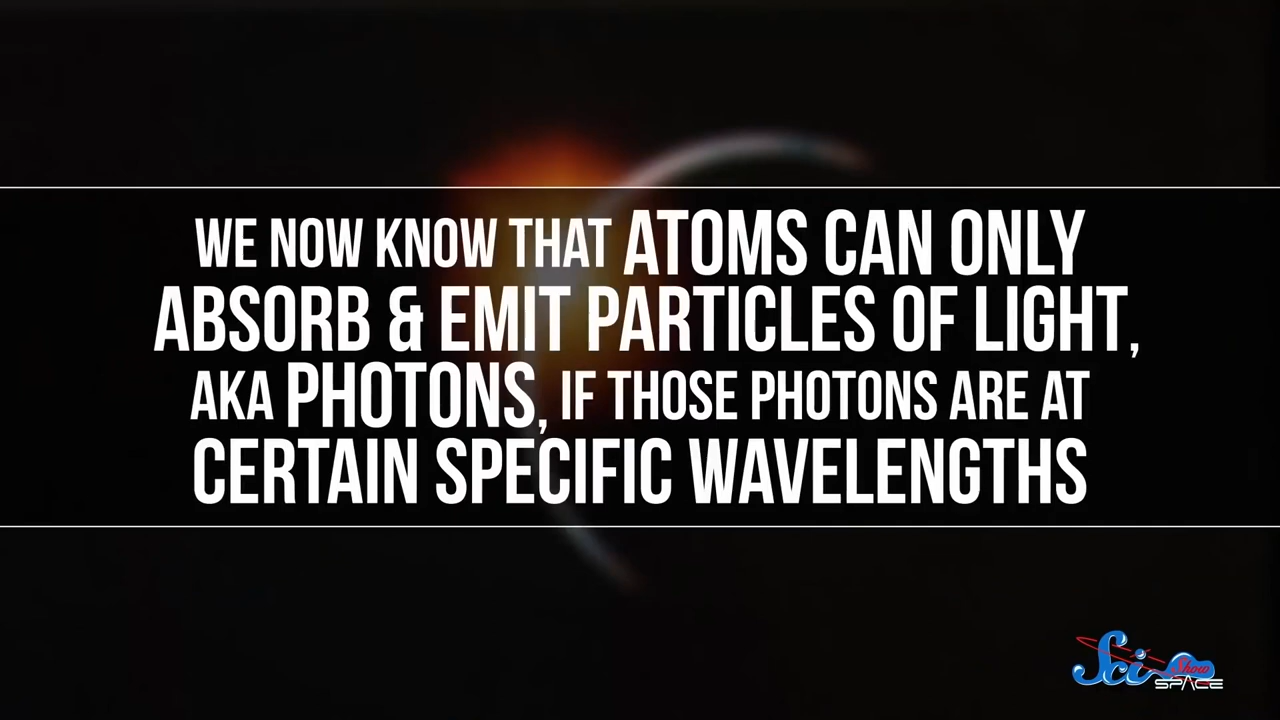 WE NOW KNOW THAT ATOMS CAN ONLY
ABSORB & EMIT PARTICLES OF LIGHT,
AKA PHOTONS, IF THOSE PHOTONS ARE AT
CERTAIN SPECIFIC WAVELENGTHS
Sci Show
SPACE